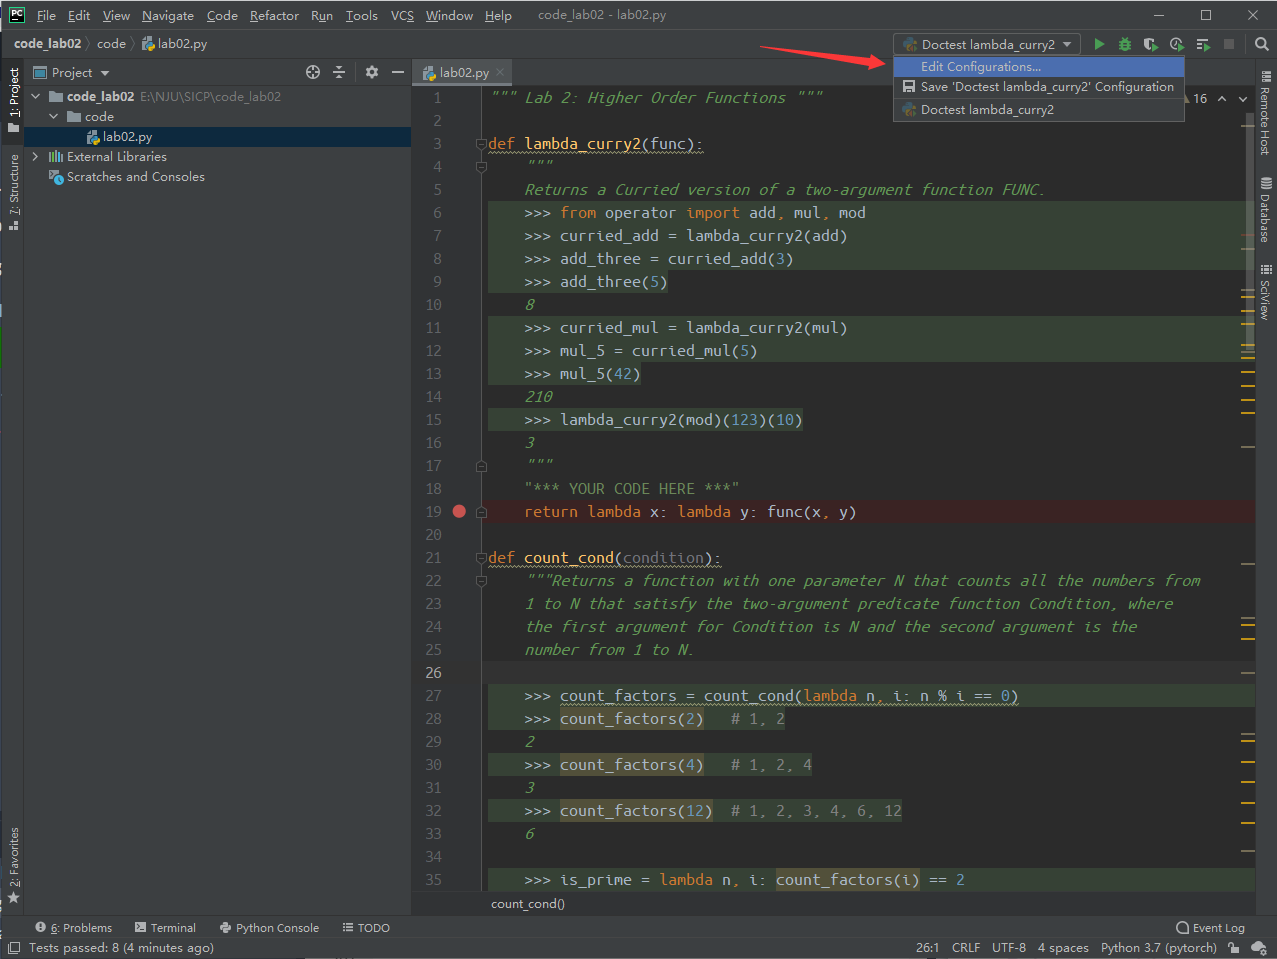 PC File Edit View Navigate Code Refactor Run Tools VCS Window Help code_lab02 - lab02.py
code_lab02 code lab02.py
Doctest lambda_curry2
Edit Configurations...
Save 'Doctest lambda_curry2' Configuration
Doctest lambda_curry2
16
1: Project
7: Structure
2: Favorites
Project
code_lab02 E:\NJU\SICP\code_lab02
code
lab02.py
External Libraries
Scratches and Consoles
lab02.py
1 """ Lab 2: Higher Order Functions """
2
3 def lambda_curry2(func):
4 """
5 Returns a Curried version of a two-argument function FUNC.
6 >>> from operator import add, mul, mod
7 >>> curried_add = lambda_curry2(add)
8 >>> add_three = curried_add(3)
9 >>> add_three(5)
10 8
11 >>> curried_mul = lambda_curry2(mul)
12 >>> mul_5 = curried_mul(5)
13 >>> mul_5(42)
14 210
15 >>> lambda_curry2(mod)(123)(10)
16 3
17 """
18 "*** YOUR CODE HERE ***"
19 return lambda x: lambda y: func(x, y)
20
21 def count_cond(condition):
22 """Returns a function with one parameter N that counts all the numbers from
23 1 to N that satisfy the two-argument predicate function Condition, where
24 the first argument for Condition is N and the second argument is the
25 number from 1 to N.
26
27 >>> count_factors = count_cond(lambda n, i: n % i == 0)
28 >>> count_factors(2) # 1, 2
29 2
30 >>> count_factors(4) # 1, 2, 4
31 3
32 >>> count_factors(12) # 1, 2, 3, 4, 6, 12
33 6
34
35 >>> is_prime = lambda n, i: count_factors(i) == 2
count_cond()
Remote Host
Database
SciView
6: Problems Terminal Python Console TODO Event Log
Tests passed: 8 (4 minutes ago) 26:1 CRLF UTF-8 4 spaces Python 3.7 (pytorch)